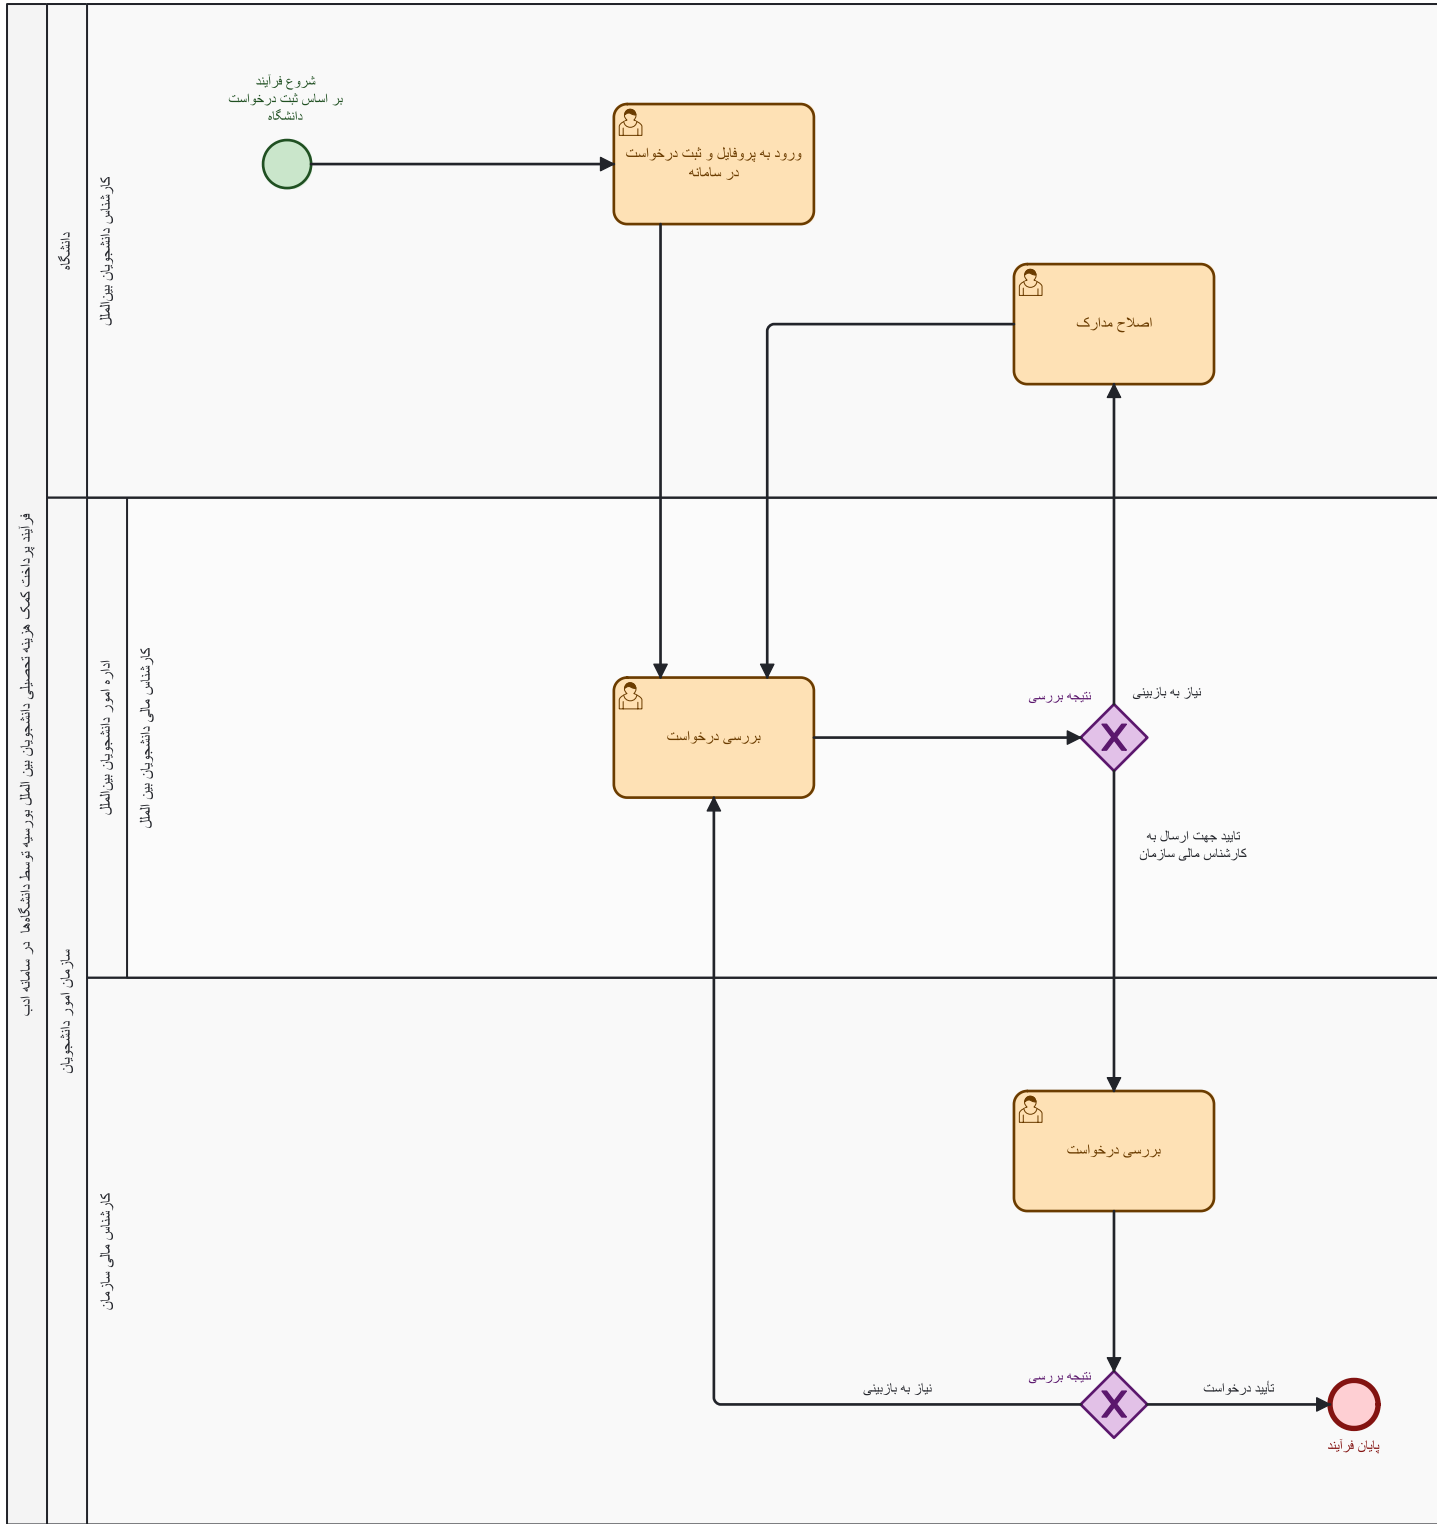 فرآیند پرداخت کمک هزینه تحصیلی دانشجویان بین الملل بورسیه توسط دانشگاه‌ها در سامانه ادب
دانشگاه
کارشناس دانشجویان بین‌الملل
شروع فرآیند
بر اساس ثبت درخواست
دانشگاه
ورود به پروفایل و ثبت درخواست
در سامانه
اصلاح مدارک
سازمان امور دانشجویان
اداره امور دانشجویان بین‌الملل
کارشناس مالی دانشجویان بین الملل
بررسی درخواست
نتیجه بررسی
نیاز به بازبینی
تایید جهت ارسال به
کارشناس مالی سازمان
کارشناس مالی سازمان
بررسی درخواست
نتیجه بررسی
نیاز به بازبینی
تأیید درخواست
پایان فرآیند